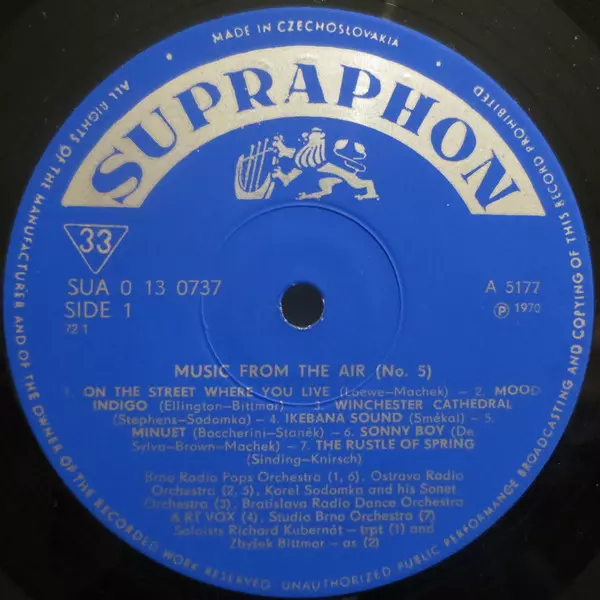 MADE IN CZECHOSLOVAKIA
ALL RIGHTS OF THE MANUFACTURER AND OF THE OWNER OF THE RECORDED WORK RESERVED. UNAUTHORIZED PUBLIC PERFORMANCE BROADCASTING AND COPYING OF THIS RECORD PROHIBITED
SUPRAPHON
33
SUA 0 13 0737
A 5177
SIDE 1
Ⓟ 1970
72 1
MUSIC FROM THE AIR (No. 5)
1. ON THE STREET WHERE YOU LIVE (Loewe—Machek) — 2. MOOD
INDIGO (Ellington—Bittmar) — 3. WINCHESTER CATHEDRAL
(Stephens—Sodomka) — 4. IKEBANA SOUND (Smékal) — 5.
MINUET (Boccherini—Staněk) — 6. SONNY BOY (De
Sylva—Brown—Machek) — 7. THE RUSTLE OF SPRING
(Sinding—Knirsch)
Brno Radio Pops Orchestra (1, 6), Ostrava Radio
Orchestra (2, 5), Karel Sodomka and his Sonet
Orchestra (3), Bratislava Radio Dance Orchestra
& RT VOX (4), Studio Brno Orchestra (7)
Soloists Richard Kubernát — trpt (1) and
Zbyšek Bittmar — as (2)